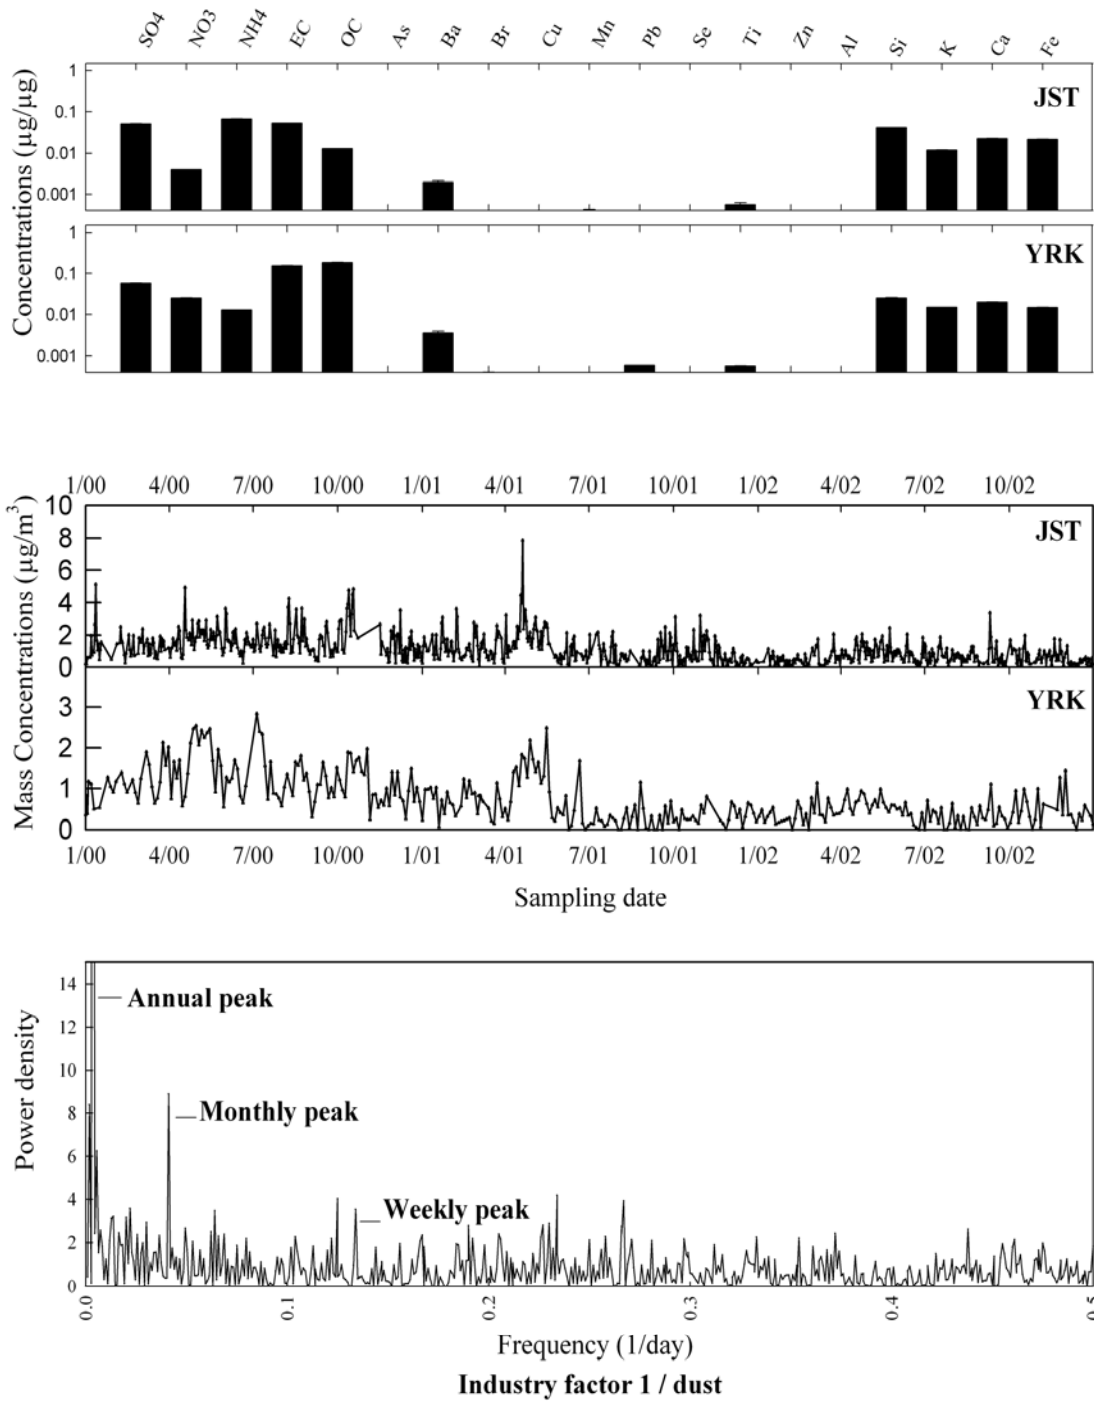 SO4 NO3 NH4 EC OC As Ba Br Cu Mn Pb Se Ti Zn Al Si K Ca Fe
Concentrations (µg/µg)
1
0.1
0.01
0.001
JST
1
0.1
0.01
0.001
YRK
1/00 4/00 7/00 10/00 1/01 4/01 7/01 10/01 1/02 4/02 7/02 10/02
Mass Concentrations (µg/m³)
10
8
6
4
2
0
JST
3
2
1
0
YRK
1/00 4/00 7/00 10/00 1/01 4/01 7/01 10/01 1/02 4/02 7/02 10/02
Sampling date
Power density
14
12
10
8
6
4
2
0
Annual peak
Monthly peak
Weekly peak
0.0 0.1 0.2 0.3 0.4 0.5
Frequency (1/day)
Industry factor 1 / dust